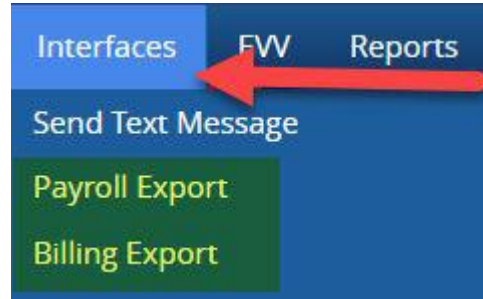 Interfaces EVV Reports
Send Text Message
Payroll Export
Billing Export